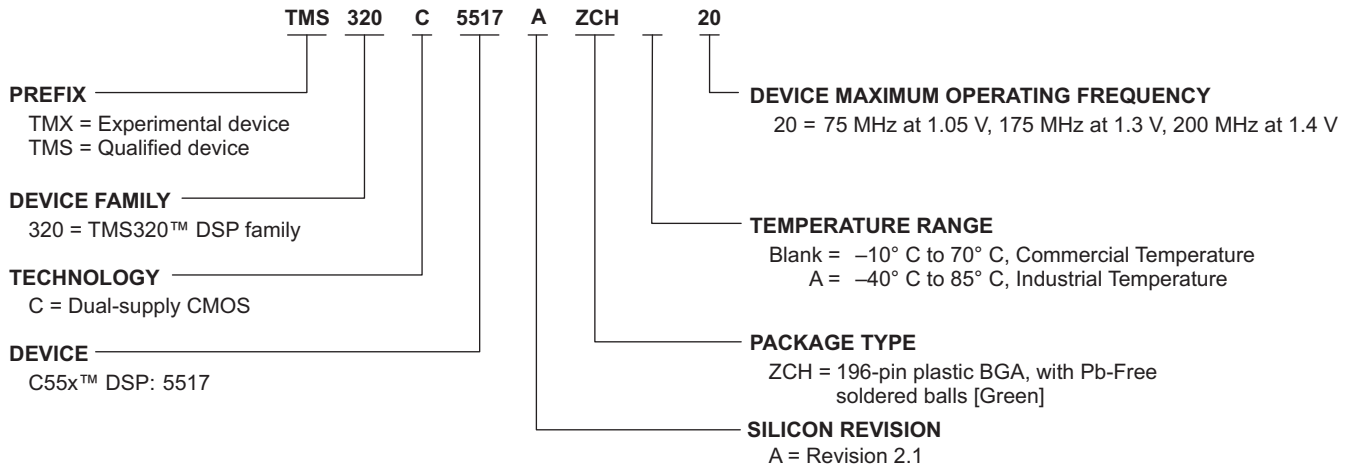 TMS 320 C 5517 A ZCH 20
PREFIX
TMX = Experimental device
TMS = Qualified device
DEVICE FAMILY
320 = TMS320™ DSP family
TECHNOLOGY
C = Dual-supply CMOS
DEVICE
C55x™ DSP: 5517
DEVICE MAXIMUM OPERATING FREQUENCY
20 = 75 MHz at 1.05 V, 175 MHz at 1.3 V, 200 MHz at 1.4 V
TEMPERATURE RANGE
Blank = –10° C to 70° C, Commercial Temperature
A = –40° C to 85° C, Industrial Temperature
PACKAGE TYPE
ZCH = 196-pin plastic BGA, with Pb-Free
soldered balls [Green]
SILICON REVISION
A = Revision 2.1